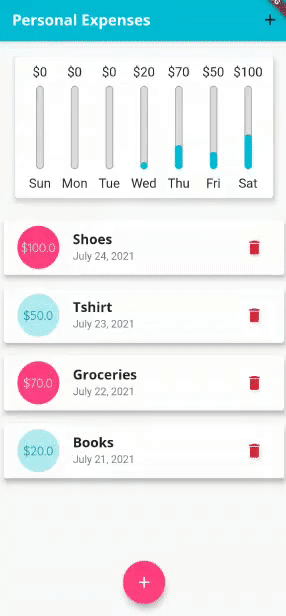 Personal Expenses +
$0 $0 $0 $20 $70 $50 $100
Sun Mon Tue Wed Thu Fri Sat
$100.0
Shoes
July 24, 2021
$50.0
Tshirt
July 23, 2021
$70.0
Groceries
July 22, 2021
$20.0
Books
July 21, 2021
+